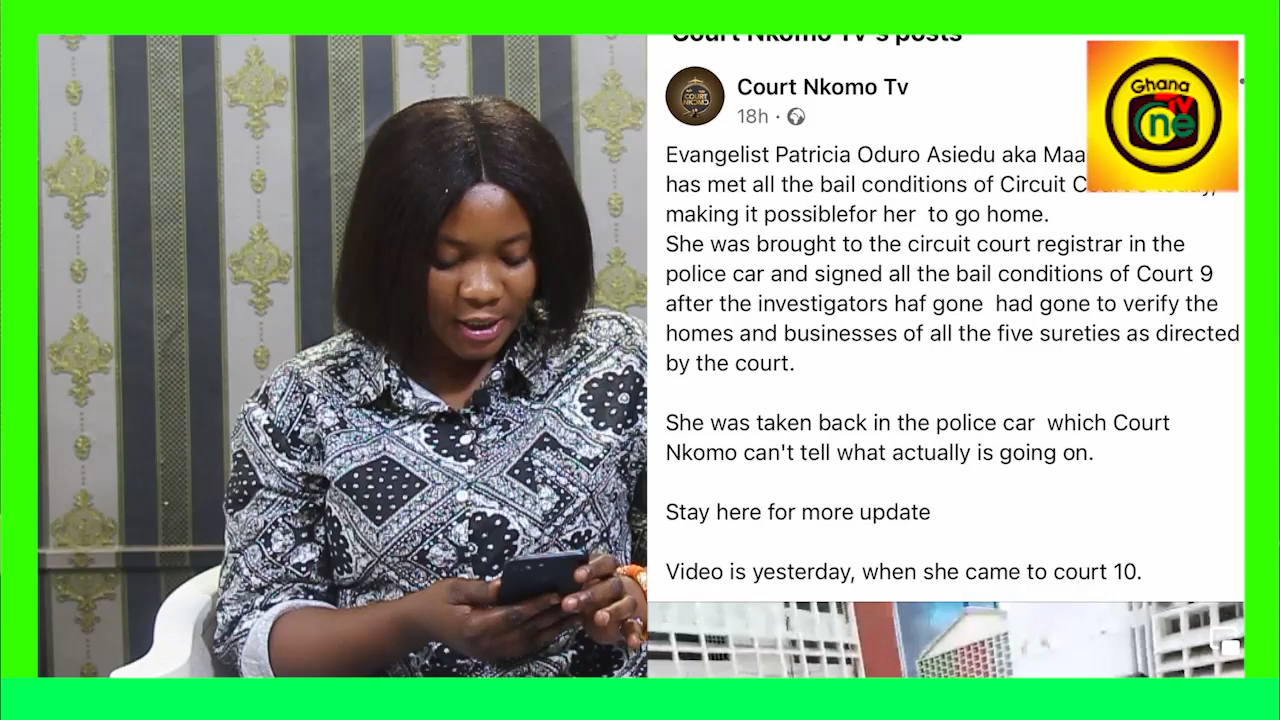 Court Nkomo Tv's posts
Court Nkomo Tv
18h ·
COURT NKOMO
Ghana
TV
One
Evangelist Patricia Oduro Asiedu aka Maa
has met all the bail conditions of Circuit today,
making it possiblefor her to go home.
She was brought to the circuit court registrar in the
police car and signed all the bail conditions of Court 9
after the investigators haf gone had gone to verify the
homes and businesses of all the five sureties as directed
by the court.
She was taken back in the police car which Court
Nkomo can't tell what actually is going on.
Stay here for more update
Video is yesterday, when she came to court 10.